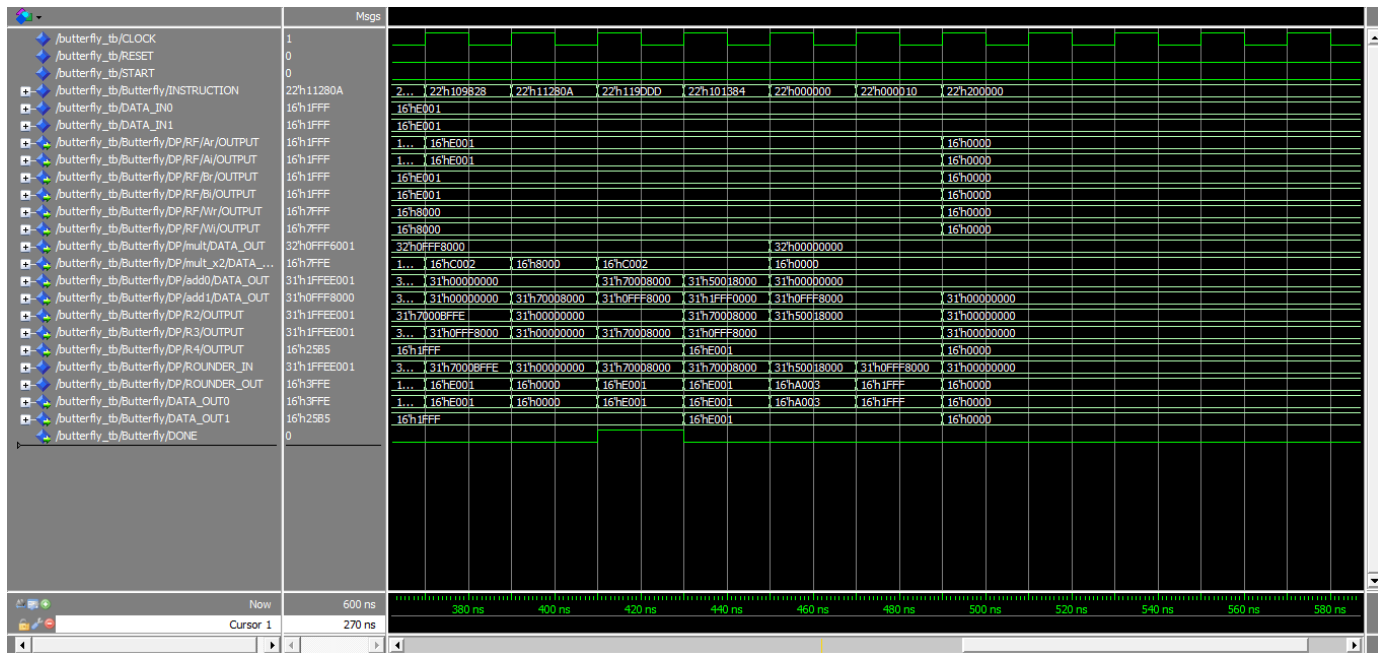 Msgs
/butterfly_tb/CLOCK 1
/butterfly_tb/RESET 0
/butterfly_tb/START 0
/butterfly_tb/Butterfly/INSTRUCTION 22'h11280A 2... 22'h109828 22'h11280A 22'h119DDD 22'h101384 22'h000000 22'h000010 22'h200000
/butterfly_tb/DATA_IN0 16'h1FFF 16'hE001
/butterfly_tb/DATA_IN1 16'h1FFF 16'hE001
/butterfly_tb/Butterfly/DP/RF/Ar/OUTPUT 16'h1FFF 1... 16'hE001 16'h0000
/butterfly_tb/Butterfly/DP/RF/Ai/OUTPUT 16'h1FFF 1... 16'hE001 16'h0000
/butterfly_tb/Butterfly/DP/RF/Br/OUTPUT 16'h1FFF 16'hE001 16'h0000
/butterfly_tb/Butterfly/DP/RF/Bi/OUTPUT 16'h1FFF 16'hE001 16'h0000
/butterfly_tb/Butterfly/DP/RF/Wr/OUTPUT 16'h7FFF 16'h8000 16'h0000
/butterfly_tb/Butterfly/DP/RF/Wi/OUTPUT 16'h7FFF 16'h8000 16'h0000
/butterfly_tb/Butterfly/DP/mult/DATA_OUT 32'h0FFF6001 32'h0FFF8000 32'h00000000
/butterfly_tb/Butterfly/DP/mult_x2/DATA_... 16'h7FFE 1... 16'hC002 16'h8000 16'hC002 16'h0000
/butterfly_tb/Butterfly/DP/add0/DATA_OUT 31'h1FFEE001 3... 31'h00000000 31'h70008000 31'h50018000 31'h00000000
/butterfly_tb/Butterfly/DP/add1/DATA_OUT 31'h0FFF8000 3... 31'h00000000 31'h70008000 31'h0FFF8000 31'h1FFF0000 31'h0FFF8000 31'h00000000
/butterfly_tb/Butterfly/DP/R2/OUTPUT 31'h1FFEE001 31'h7000BFFE 31'h00000000 31'h70008000 31'h50018000 31'h00000000
/butterfly_tb/Butterfly/DP/R3/OUTPUT 31'h1FFEE001 3... 31'h0FFF8000 31'h00000000 31'h70008000 31'h0FFF8000 31'h00000000
/butterfly_tb/Butterfly/DP/R4/OUTPUT 16'h25B5 16'h1FFF 16'hE001 16'h0000
/butterfly_tb/Butterfly/DP/ROUNDER_IN 31'h1FFEE001 3... 31'h7000BFFE 31'h00000000 31'h70008000 31'h70008000 31'h50018000 31'h0FFF8000 31'h00000000
/butterfly_tb/Butterfly/DP/ROUNDER_OUT 16'h3FFE 1... 16'hE001 16'h0000 16'hE001 16'hE001 16'hA003 16'h1FFF 16'h0000
/butterfly_tb/Butterfly/DATA_OUT0 16'h3FFE 1... 16'hE001 16'h0000 16'hE001 16'hE001 16'hA003 16'h1FFF 16'h0000
/butterfly_tb/Butterfly/DATA_OUT1 16'h25B5 16'h1FFF 16'hE001 16'h0000
/butterfly_tb/Butterfly/DONE 0
Now 600 ns 380 ns 400 ns 420 ns 440 ns 460 ns 480 ns 500 ns 520 ns 540 ns 560 ns 580 ns
Cursor 1 270 ns